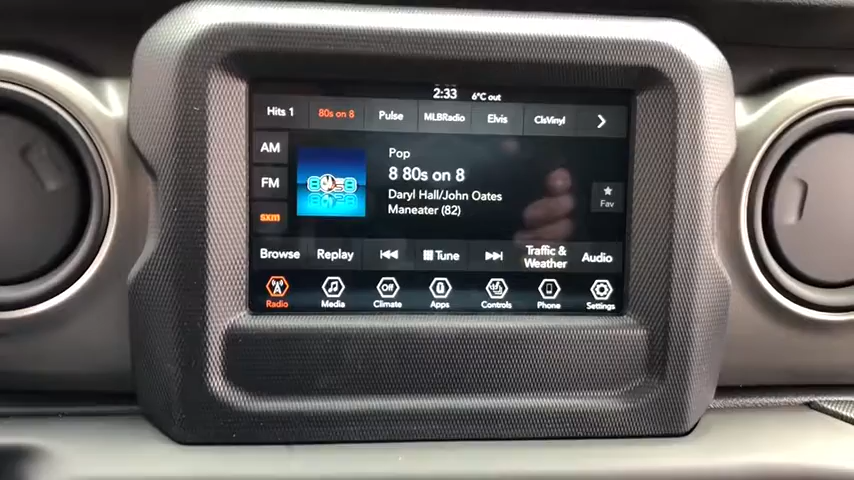 2:33 6°C out
Hits 1 80s on 8 Pulse MLBRadio Elvis ClsVinyl
AM
FM
sxm
Pop
8 80s on 8
Daryl Hall/John Oates
Maneater (82)
Fav
Browse Replay Tune Traffic & Weather Audio
Off
Radio Media Climate Apps Controls Phone Settings